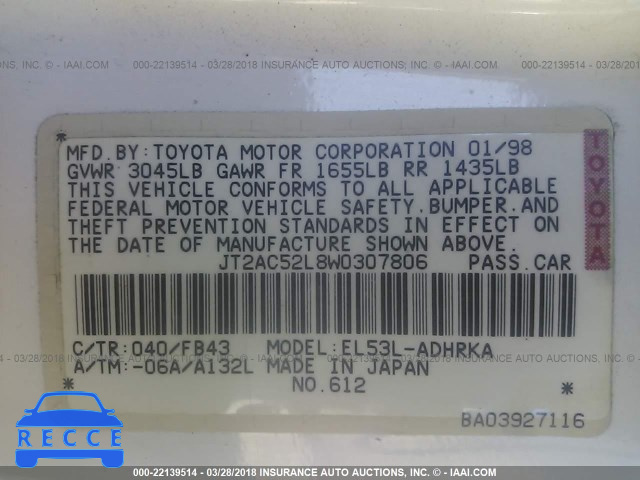 - © IAAI.com 000-22139514 - 03/28/2018 - INSURANCE AUTO AUCTIONS, INC. - © IAAI.com 000-22139514
MFD.BY:TOYOTA MOTOR CORPORATION 01/98
GVWR 3045LB GAWR FR 1655LB RR 1435LB
THIS VEHICLE CONFORMS TO ALL APPLICABLE
FEDERAL MOTOR VEHICLE SAFETY,BUMPER,AND
THEFT PREVENTION STANDARDS IN EFFECT ON
THE DATE OF MANUFACTURE SHOWN ABOVE.
JT2AC52L8W0307806 PASS.CAR
TOYOTA
C/TR:040/FB43 MODEL:EL53L-ADHRKA
A/TM:-06A/A132L MADE IN JAPAN
* NO.612 *
BA03927116
RECCE
000-22139514 - 03/28/2018 - INSURANCE AUTO AUCTIONS, INC. - © IAAI.com